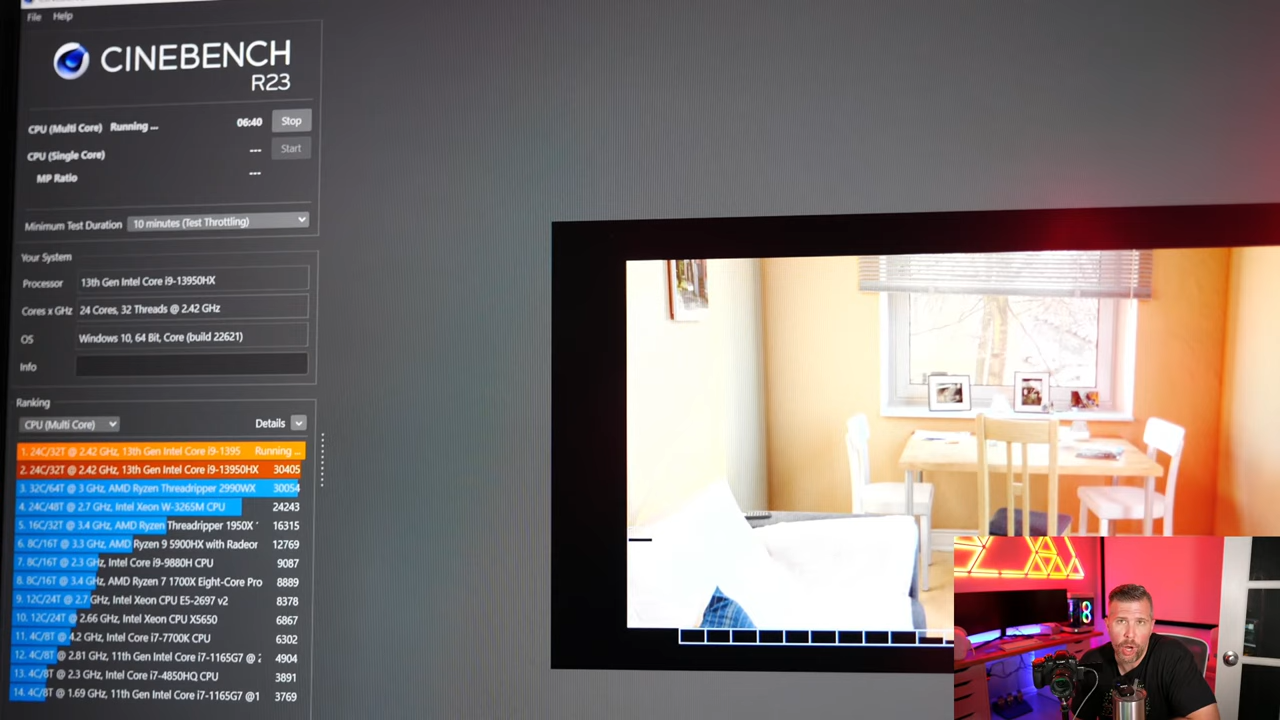 File Help
CINEBENCH
R23
CPU (Multi Core) Running ... 06:40 Stop
CPU (Single Core) --- Start
MP Ratio ---
Minimum Test Duration 10 minutes (Test Throttling)
Your System
Processor 13th Gen Intel Core i9-13950HX
Cores x GHz 24 Cores, 32 Threads @ 2.42 GHz
OS Windows 10, 64 Bit, Core (build 22621)
Info
Ranking
CPU (Multi Core) Details
1. 24C/32T @ 2.42 GHz, 13th Gen Intel Core i9-1395 Running ...
2. 24C/32T @ 2.42 GHz, 13th Gen Intel Core i9-13950HX 30405
3. 32C/64T @ 3 GHz, AMD Ryzen Threadripper 2990WX 30054
4. 24C/48T @ 2.7 GHz, Intel Xeon W-3265M CPU 24243
5. 16C/32T @ 3.4 GHz, AMD Ryzen Threadripper 1950X 16315
6. 8C/16T @ 3.3 GHz, AMD Ryzen 9 5900HX with Radeor 12769
7. 8C/16T @ 2.3 GHz, Intel Core i9-9880H CPU 9087
8. 8C/16T @ 3.4 GHz, AMD Ryzen 7 1700X Eight-Core Pro 8889
9. 12C/24T @ 2.7 GHz, Intel Xeon CPU E5-2697 v2 8378
10. 12C/24T @ 2.66 GHz, Intel Xeon CPU X5650 6867
11. 4C/8T @ 4.2 GHz, Intel Core i7-7700K CPU 6302
12. 4C/8T @ 2.81 GHz, 11th Gen Intel Core i7-1165G7 @ 2 4904
13. 4C/8T @ 2.3 GHz, Intel Core i7-4850HQ CPU 3891
14. 4C/8T @ 1.69 GHz, 11th Gen Intel Core i7-1165G7 @1 3769